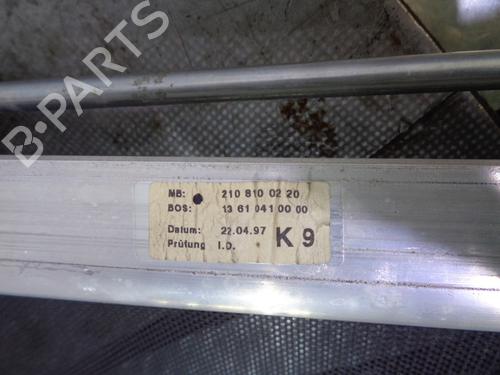 B-PARTS
MB: 210 810 02 20
BOS: 13 61 041 00 00
Datum: 22.04.97 K 9
Prüfung I.O.